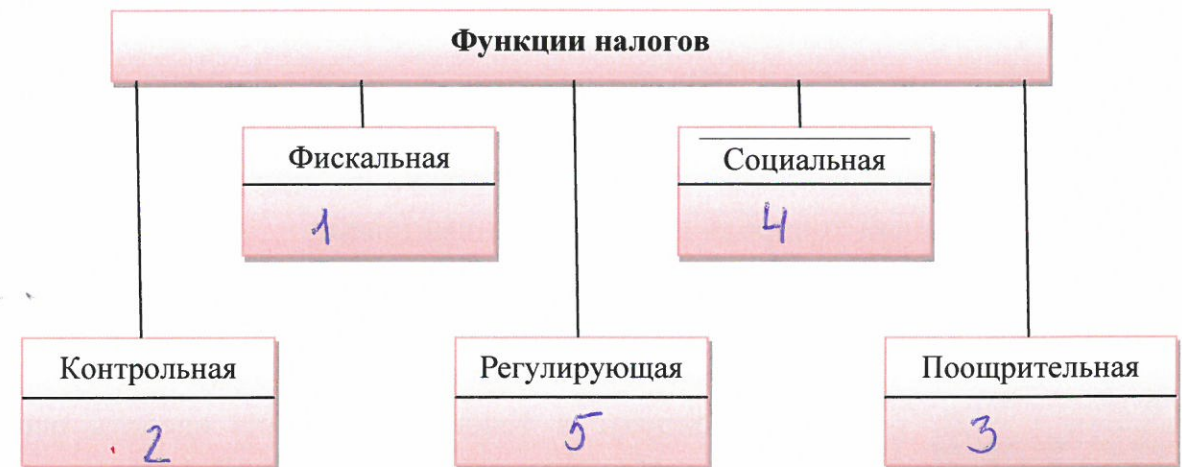 Функции налогов
Фискальная
1
Социальная
4
Контрольная
2
Регулирующая
5
Поощрительная
3